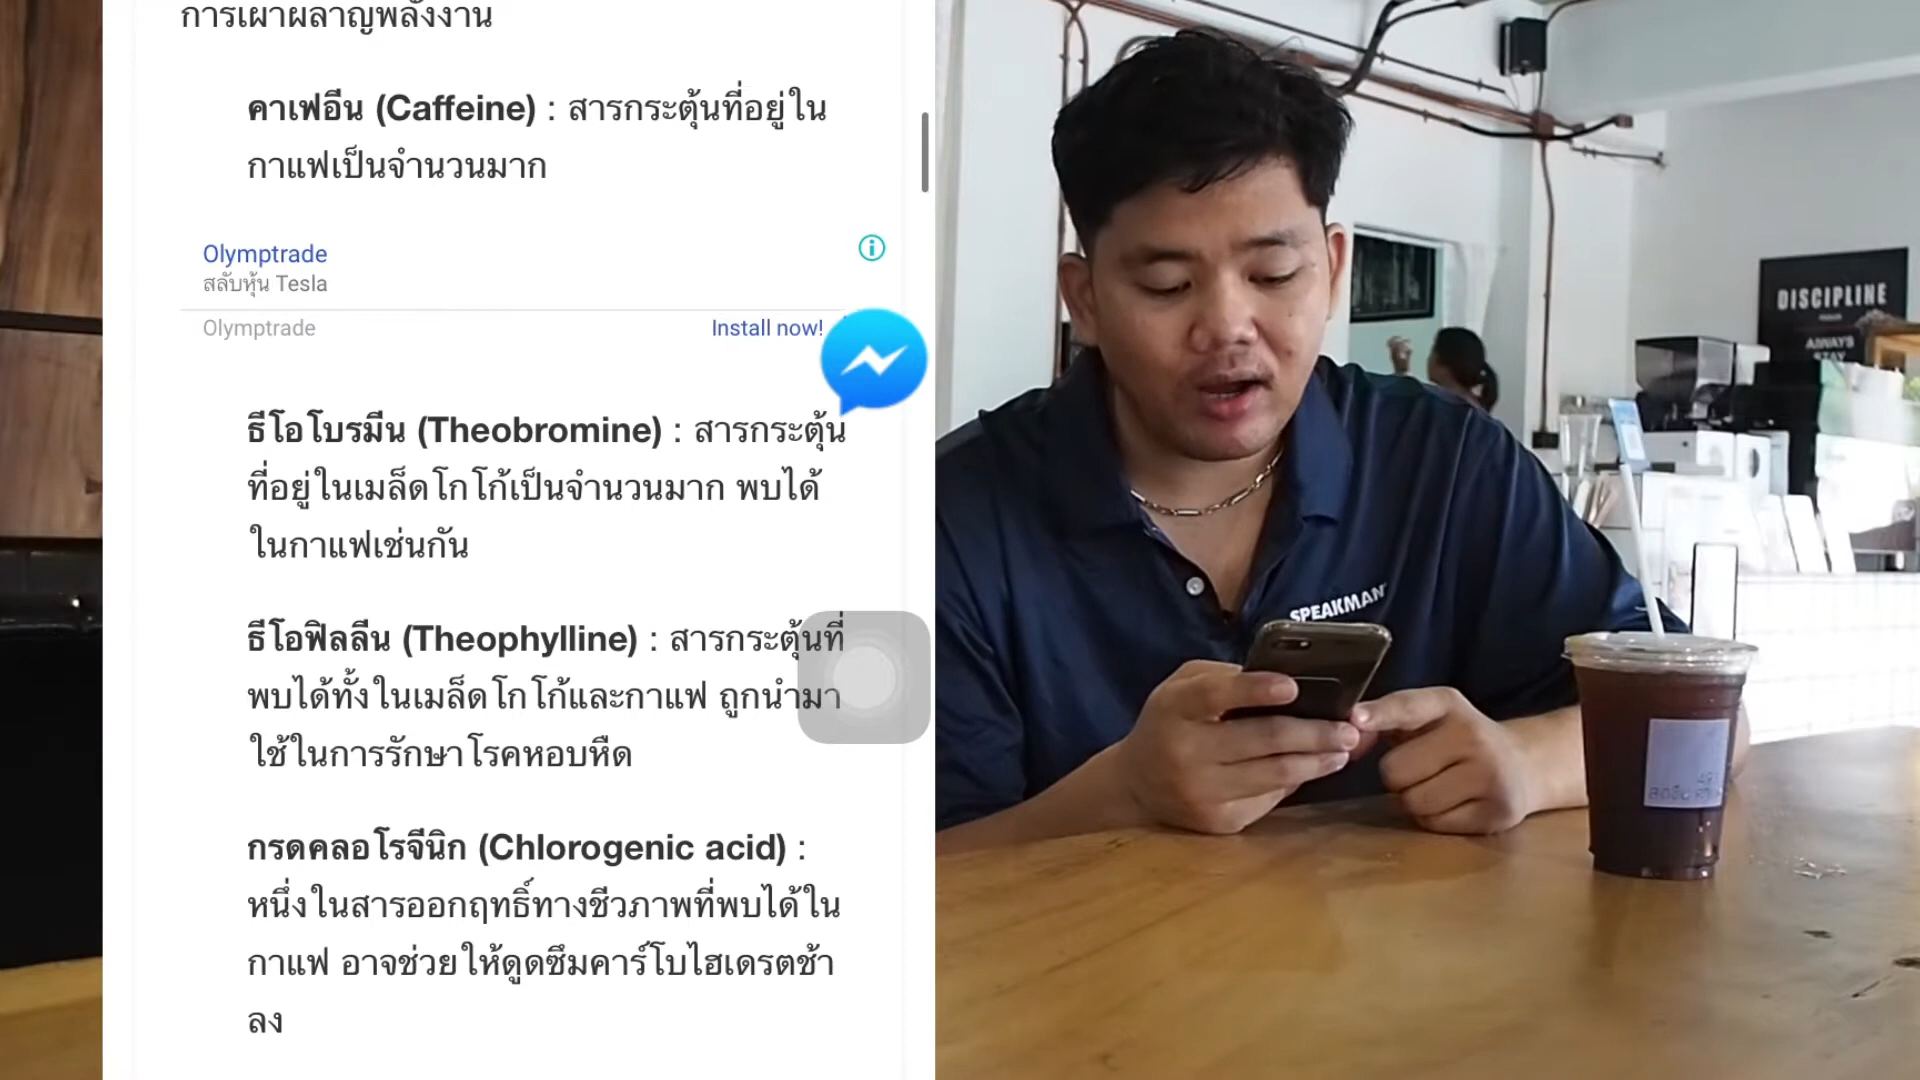 การเผาผลาญพลังงาน
คาเฟอีน (Caffeine) : สารกระตุ้นที่อยู่ใน
กาแฟเป็นจำนวนมาก
Olymptrade
สลับหุ้น Tesla
Olymptrade
Install now!
ธีโอโบรมีน (Theobromine) : สารกระตุ้น
ที่อยู่ในเมล็ดโกโก้เป็นจำนวนมาก พบได้
ในกาแฟเช่นกัน
ธีโอฟิลลีน (Theophylline) : สารกระตุ้นที่
พบได้ทั้งในเมล็ดโกโก้และกาแฟ ถูกนำมา
ใช้ในการรักษาโรคหอบหืด
กรดคลอโรจีนิก (Chlorogenic acid) :
หนึ่งในสารออกฤทธิ์ทางชีวภาพที่พบได้ใน
กาแฟ อาจช่วยให้ดูดซึมคาร์โบไฮเดรตช้า
ลง
DISCIPLINE
ALWAYS
STAY
SPEAKMAN